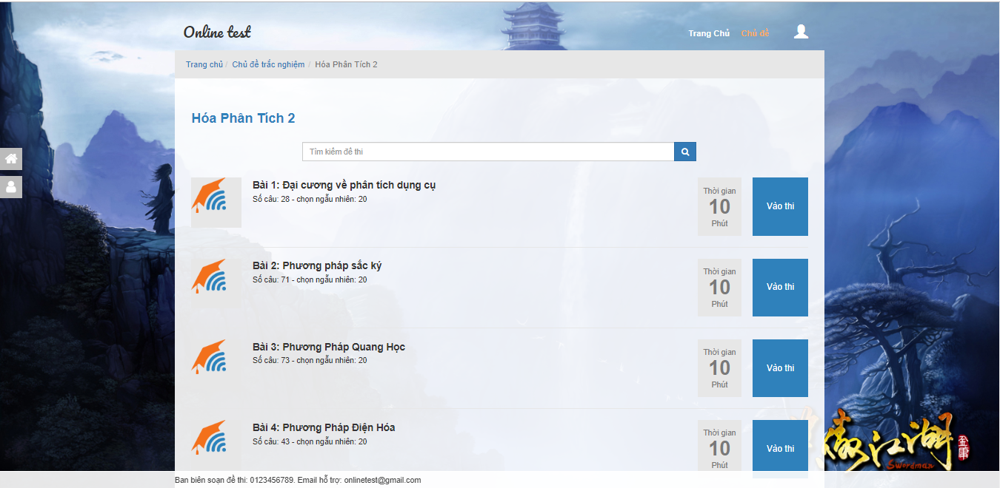 Online test
Trang Chủ
Chủ đề
Trang chủ / Chủ đề trắc nghiệm / Hóa Phân Tích 2
Hóa Phân Tích 2
Tìm kiếm đề thi
Bài 1: Đại cương về phân tích dụng cụ
Số câu: 28 - chọn ngẫu nhiên: 20
Thời gian
10
Phút
Vào thi
Bài 2: Phương pháp sắc ký
Số câu: 71 - chọn ngẫu nhiên: 20
Thời gian
10
Phút
Vào thi
Bài 3: Phương Pháp Quang Học
Số câu: 73 - chọn ngẫu nhiên: 20
Thời gian
10
Phút
Vào thi
Bài 4: Phương Pháp Điện Hóa
Số câu: 43 - chọn ngẫu nhiên: 20
Thời gian
10
Phút
Vào thi
傲江湖
Swordman
Ban biên soạn đề thi: 0123456789. Email hỗ trợ: onlinetest@gmail.com